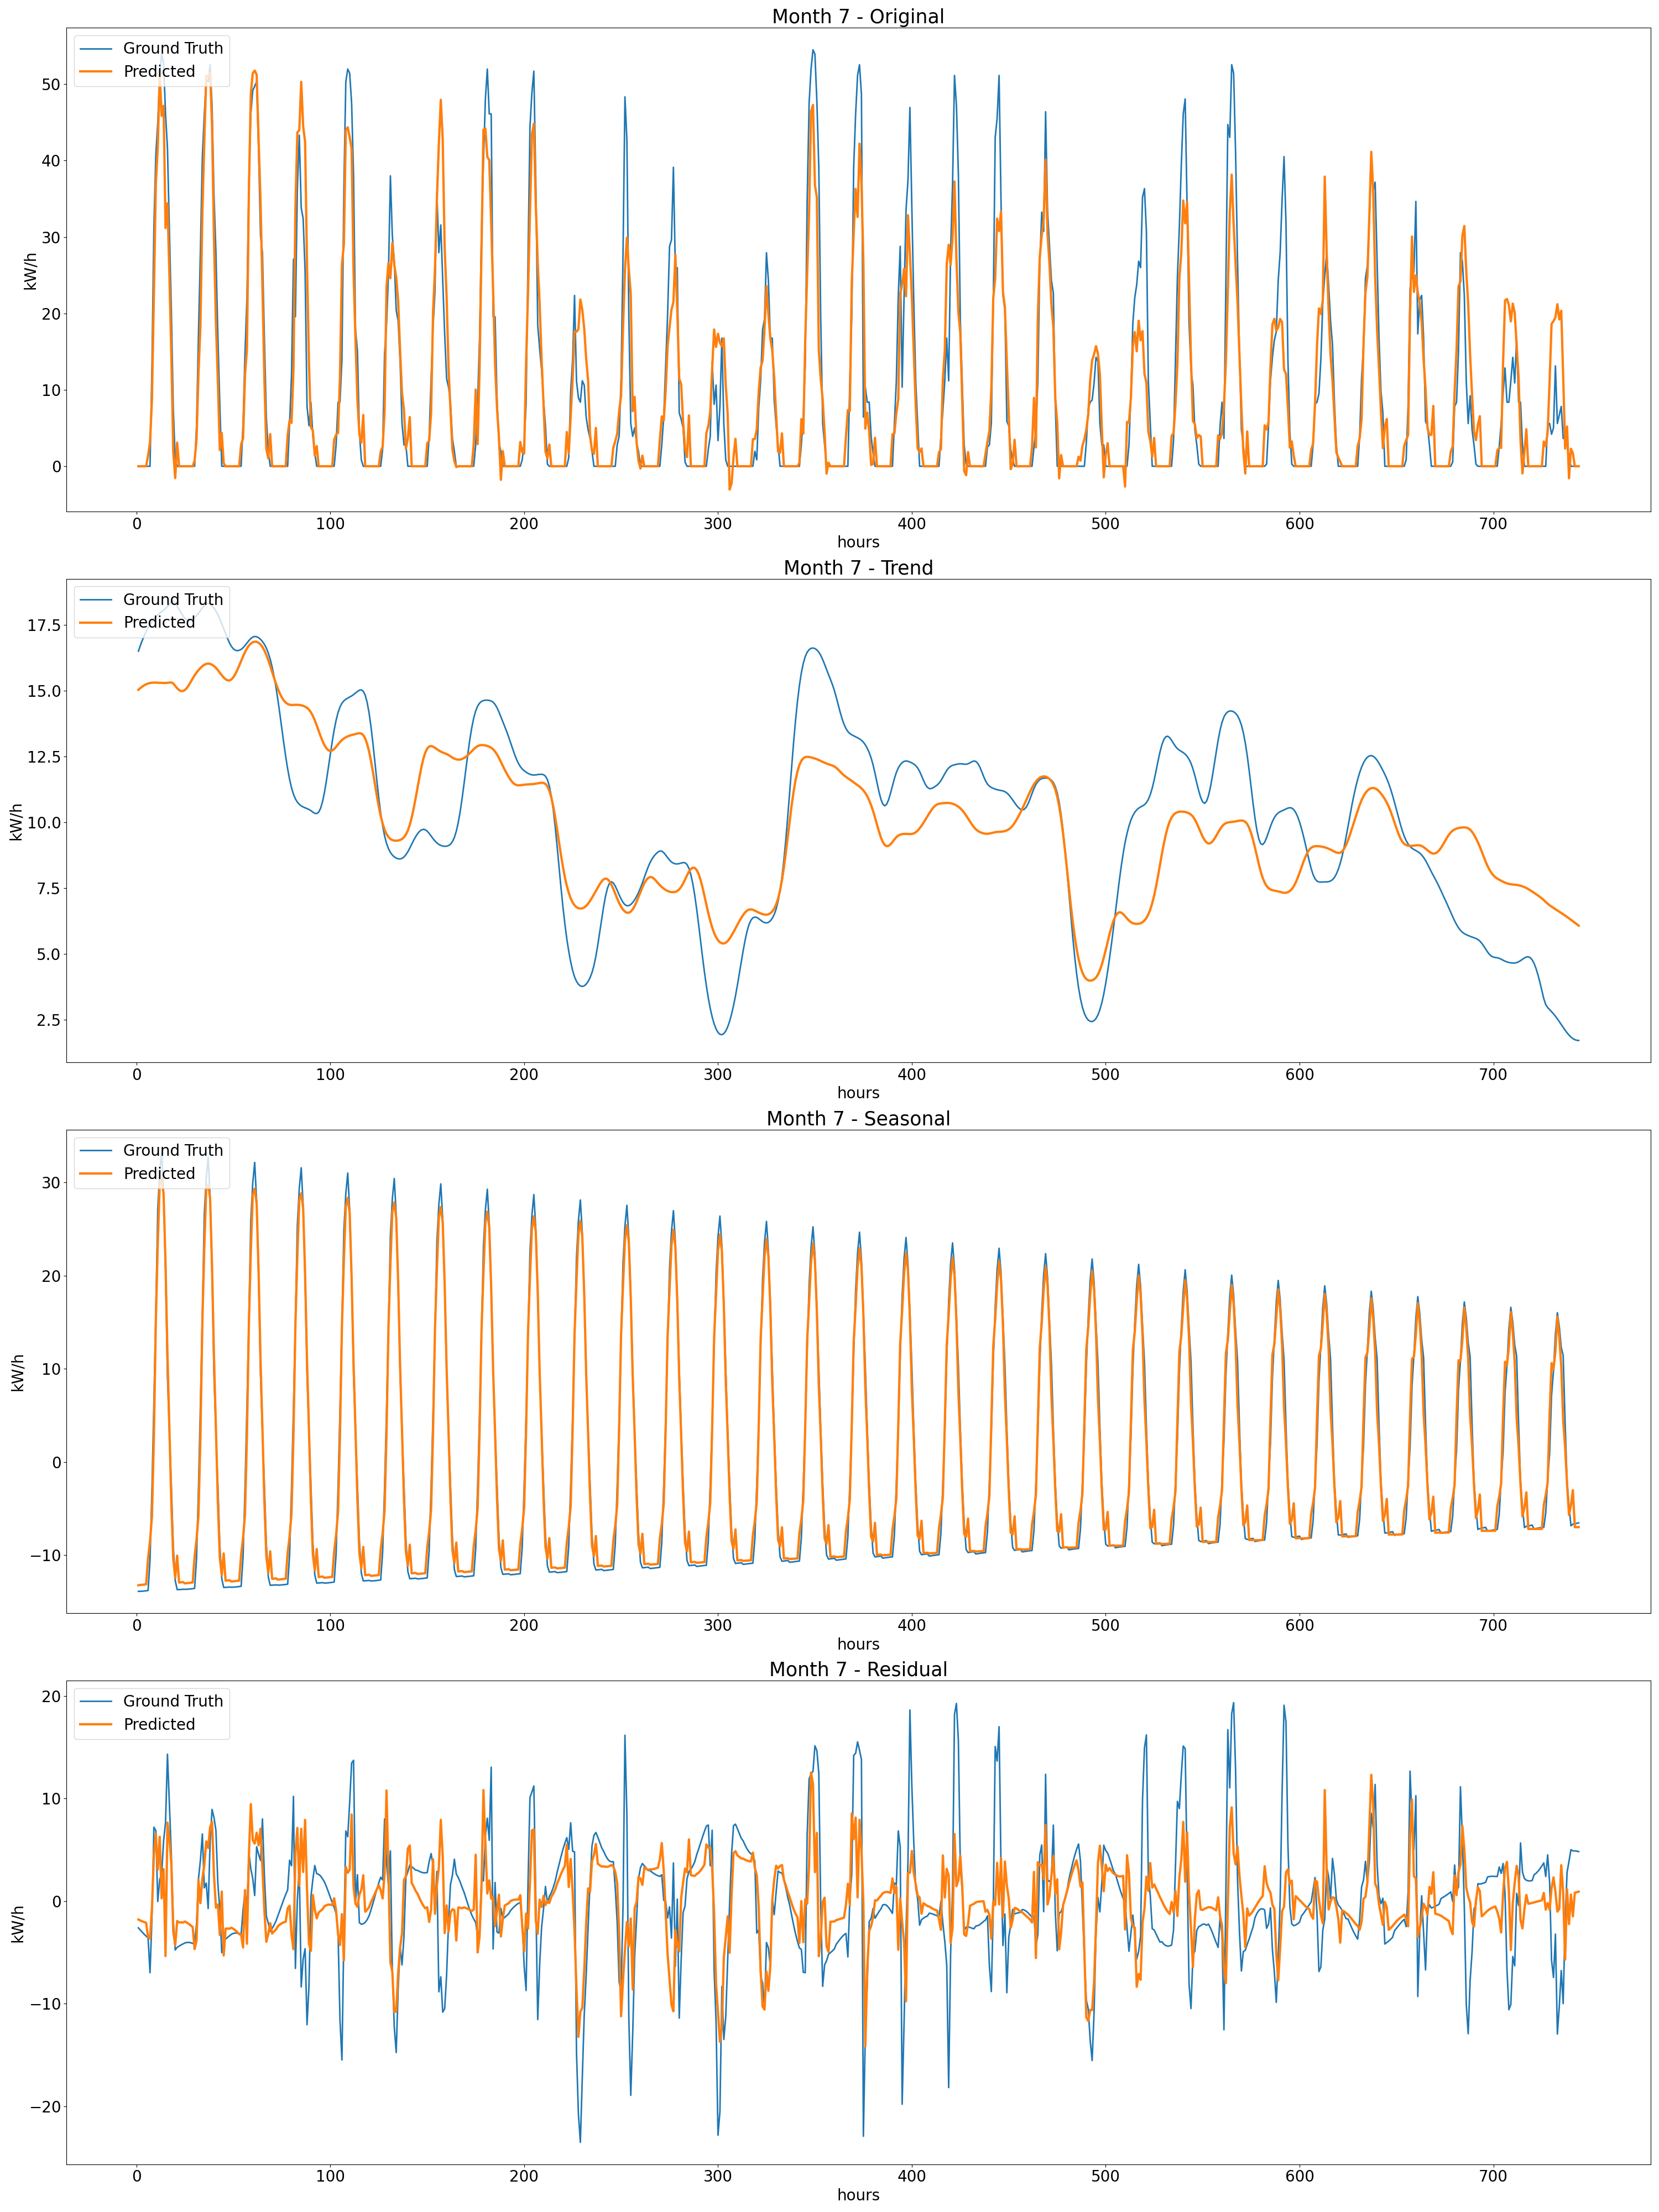 Month 7 - Original
Ground Truth
Predicted
kW/h
50
40
30
20
10
0
0 100 200 300 400 500 600 700
hours
Month 7 - Trend
Ground Truth
Predicted
kW/h
17.5
15.0
12.5
10.0
7.5
5.0
2.5
0 100 200 300 400 500 600 700
hours
Month 7 - Seasonal
Ground Truth
Predicted
kW/h
30
20
10
0
−10
0 100 200 300 400 500 600 700
hours
Month 7 - Residual
Ground Truth
Predicted
kW/h
20
10
0
−10
−20
0 100 200 300 400 500 600 700
hours